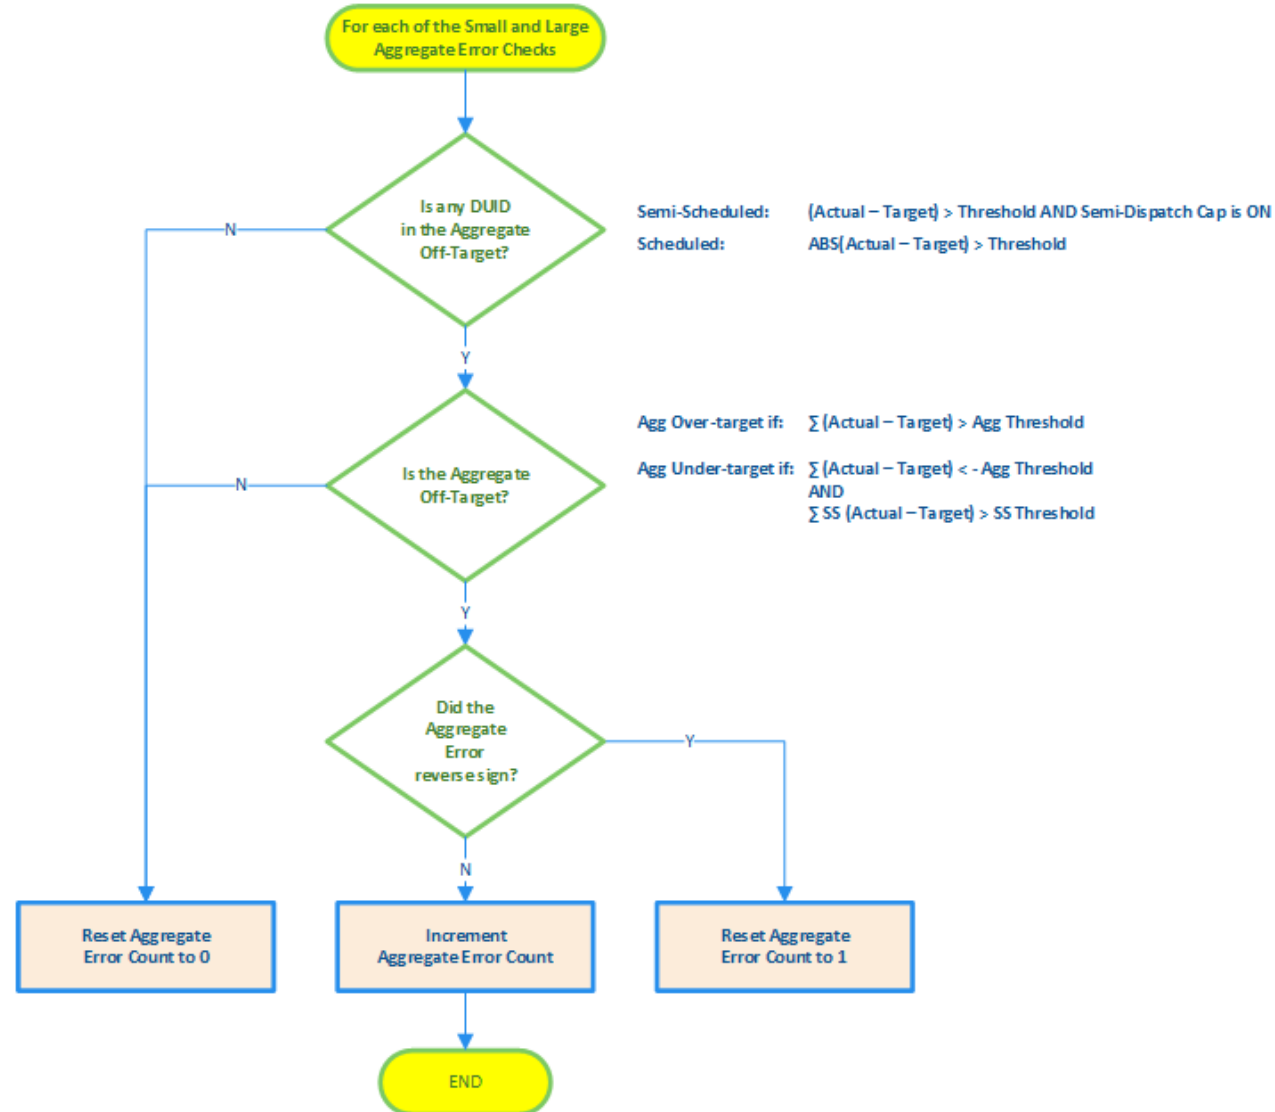 For each of the Small and Large
Aggregate Error Checks
Is any DUID
in the Aggregate
Off-Target?
Semi-Scheduled: (Actual – Target) > Threshold AND Semi-Dispatch Cap is ON
Scheduled: ABS(Actual – Target) > Threshold
N
Y
Is the Aggregate
Off-Target?
Agg Over-target if: ∑ (Actual – Target) > Agg Threshold
Agg Under-target if: ∑ (Actual – Target) < - Agg Threshold
AND
∑ SS (Actual – Target) > SS Threshold
N
Y
Did the
Aggregate
Error
reverse sign?
Y
N
Reset Aggregate
Error Count to 0
Increment
Aggregate Error Count
Reset Aggregate
Error Count to 1
END